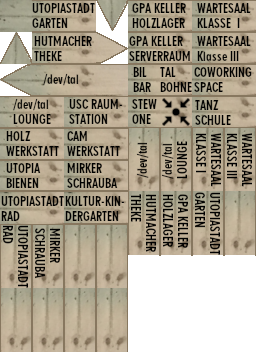 UTOPIASTADT
GARTEN
GPA KELLER
HOLZLAGER
WARTESAAL
KLASSE I
HUTMACHER
THEKE
GPA KELLER
SERVERRAUM
WARTESAAL
Klasse III
/dev/tal
BIL TAL
BAR BOHNE
COWORKING
SPACE
/dev/tal
LOUNGE
USC RAUM-
STATION
STEW
ONE
TANZ
SCHULE
HOLZ
WERKSTATT
CAM
WERKSTATT
UTOPIA
BIENEN
MIRKER
SCHRAUBA
UTOPIASTADT
RAD
KULTUR-KIN-
DERGARTEN
/dev/tal
LOUNGE
/dev/tal
WARTESAAL
KLASSE I
WARTESAAL
KLASSE III
HUTMACHER
THEKE
GPA KELLER
HOLZLAGER
UTOPIASTADT
GARTEN
UTOPIASTADT
RAD
MIRKER
SCHRAUBA